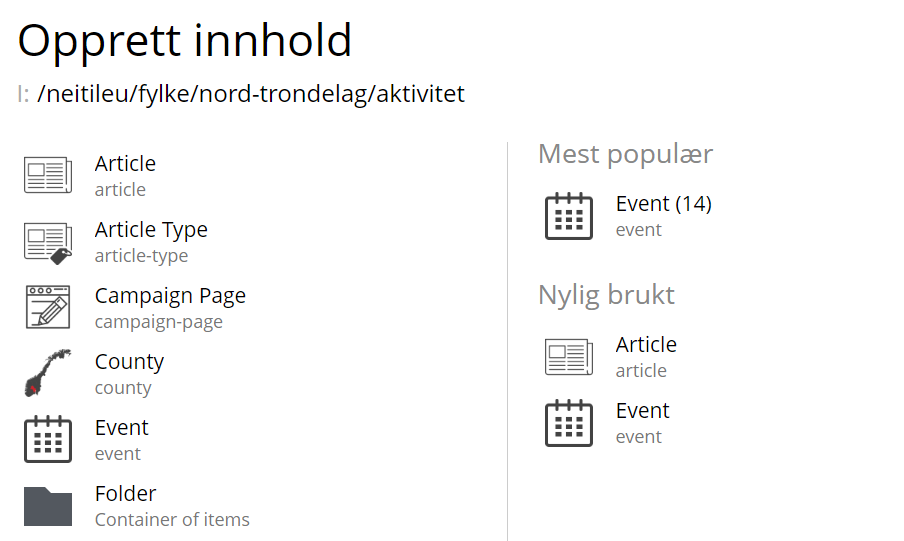 Opprett innhold
I: /neitileu/fylke/nord-trondelag/aktivitet
Article
article
Article Type
article-type
Campaign Page
campaign-page
County
county
Event
event
Folder
Container of items
Mest populær
Event (14)
event
Nylig brukt
Article
article
Event
event